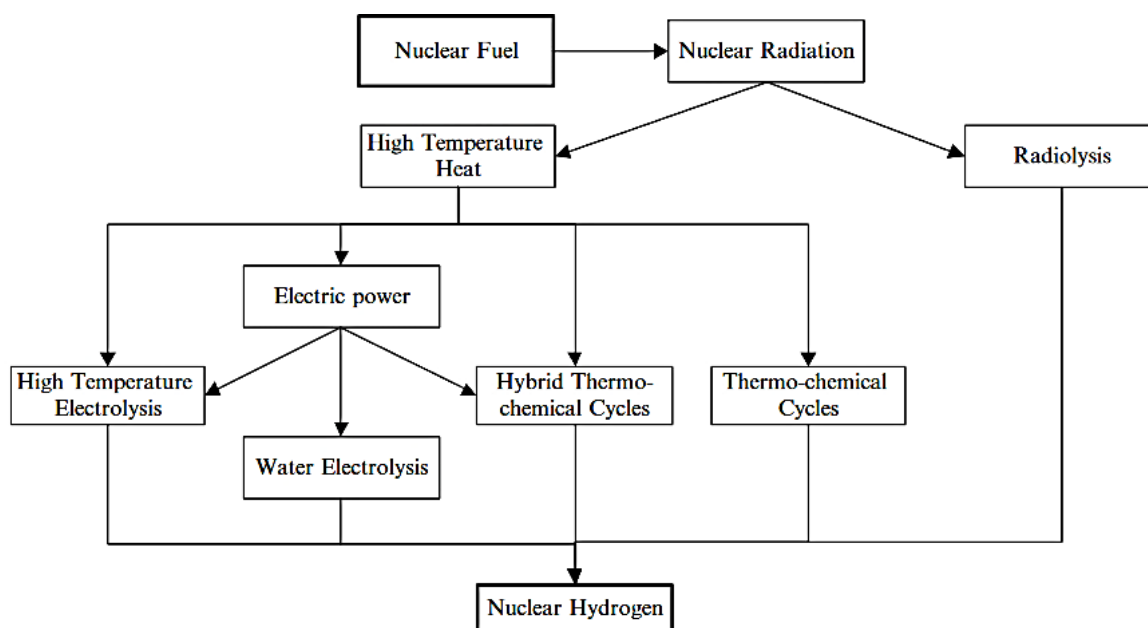 Nuclear Fuel
Nuclear Radiation
High Temperature
Heat
Radiolysis
Electric power
High Temperature
Electrolysis
Hybrid Thermo-
chemical Cycles
Thermo-chemical
Cycles
Water Electrolysis
Nuclear Hydrogen